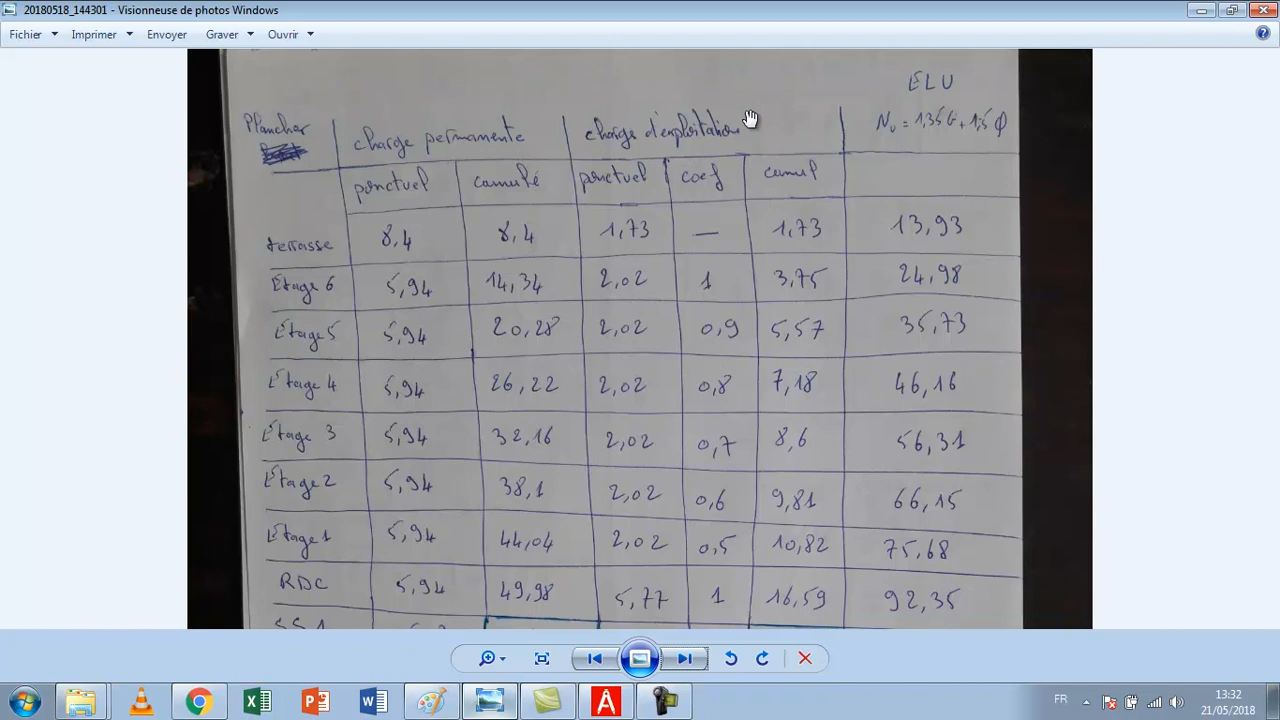 20180518_144301 - Visionneuse de photos Windows
Fichier Imprimer Envoyer Graver Ouvrir
ELU
Plancher charge permanente charge d'exploitation Nu = 1,35G + 1,5Q
ponctuel cumulé ponctuel coef cumul
terrasse 8,4 8,4 1,73 — 1,73 13,93
Étage 6 5,94 14,34 2,02 1 3,75 24,98
Étage 5 5,94 20,28 2,02 0,9 5,57 35,73
Étage 4 5,94 26,22 2,02 0,8 7,18 46,16
Étage 3 5,94 32,16 2,02 0,7 8,6 56,31
Étage 2 5,94 38,1 2,02 0,6 9,81 66,15
Étage 1 5,94 44,04 2,02 0,5 10,82 75,68
RDC 5,94 49,98 5,77 1 16,59 92,35
FR 13:32
21/05/2018